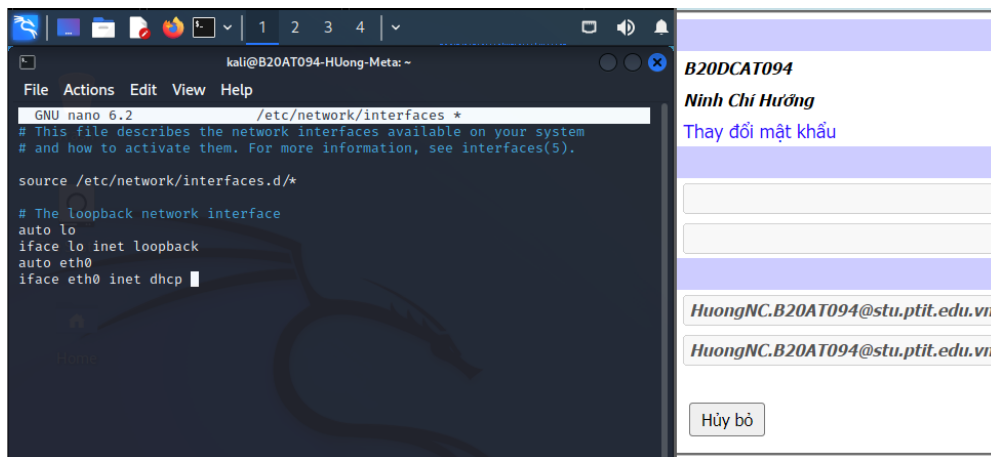 1 2 3 4
kali@B20AT094-HUong-Meta: ~
File Actions Edit View Help
GNU nano 6.2 /etc/network/interfaces *
# This file describes the network interfaces available on your system
# and how to activate them. For more information, see interfaces(5).
source /etc/network/interfaces.d/*
# The loopback network interface
auto lo
iface lo inet loopback
auto eth0
iface eth0 inet dhcp
Home
B20DCAT094
Ninh Chí Hướng
Thay đổi mật khẩu
HuongNC.B20AT094@stu.ptit.edu.vn
HuongNC.B20AT094@stu.ptit.edu.vn
Hủy bỏ